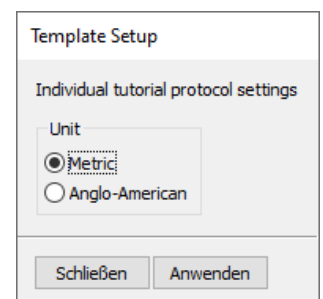 Template Setup
Individual tutorial protocol settings
Unit
Metric
Anglo-American
Schließen Anwenden